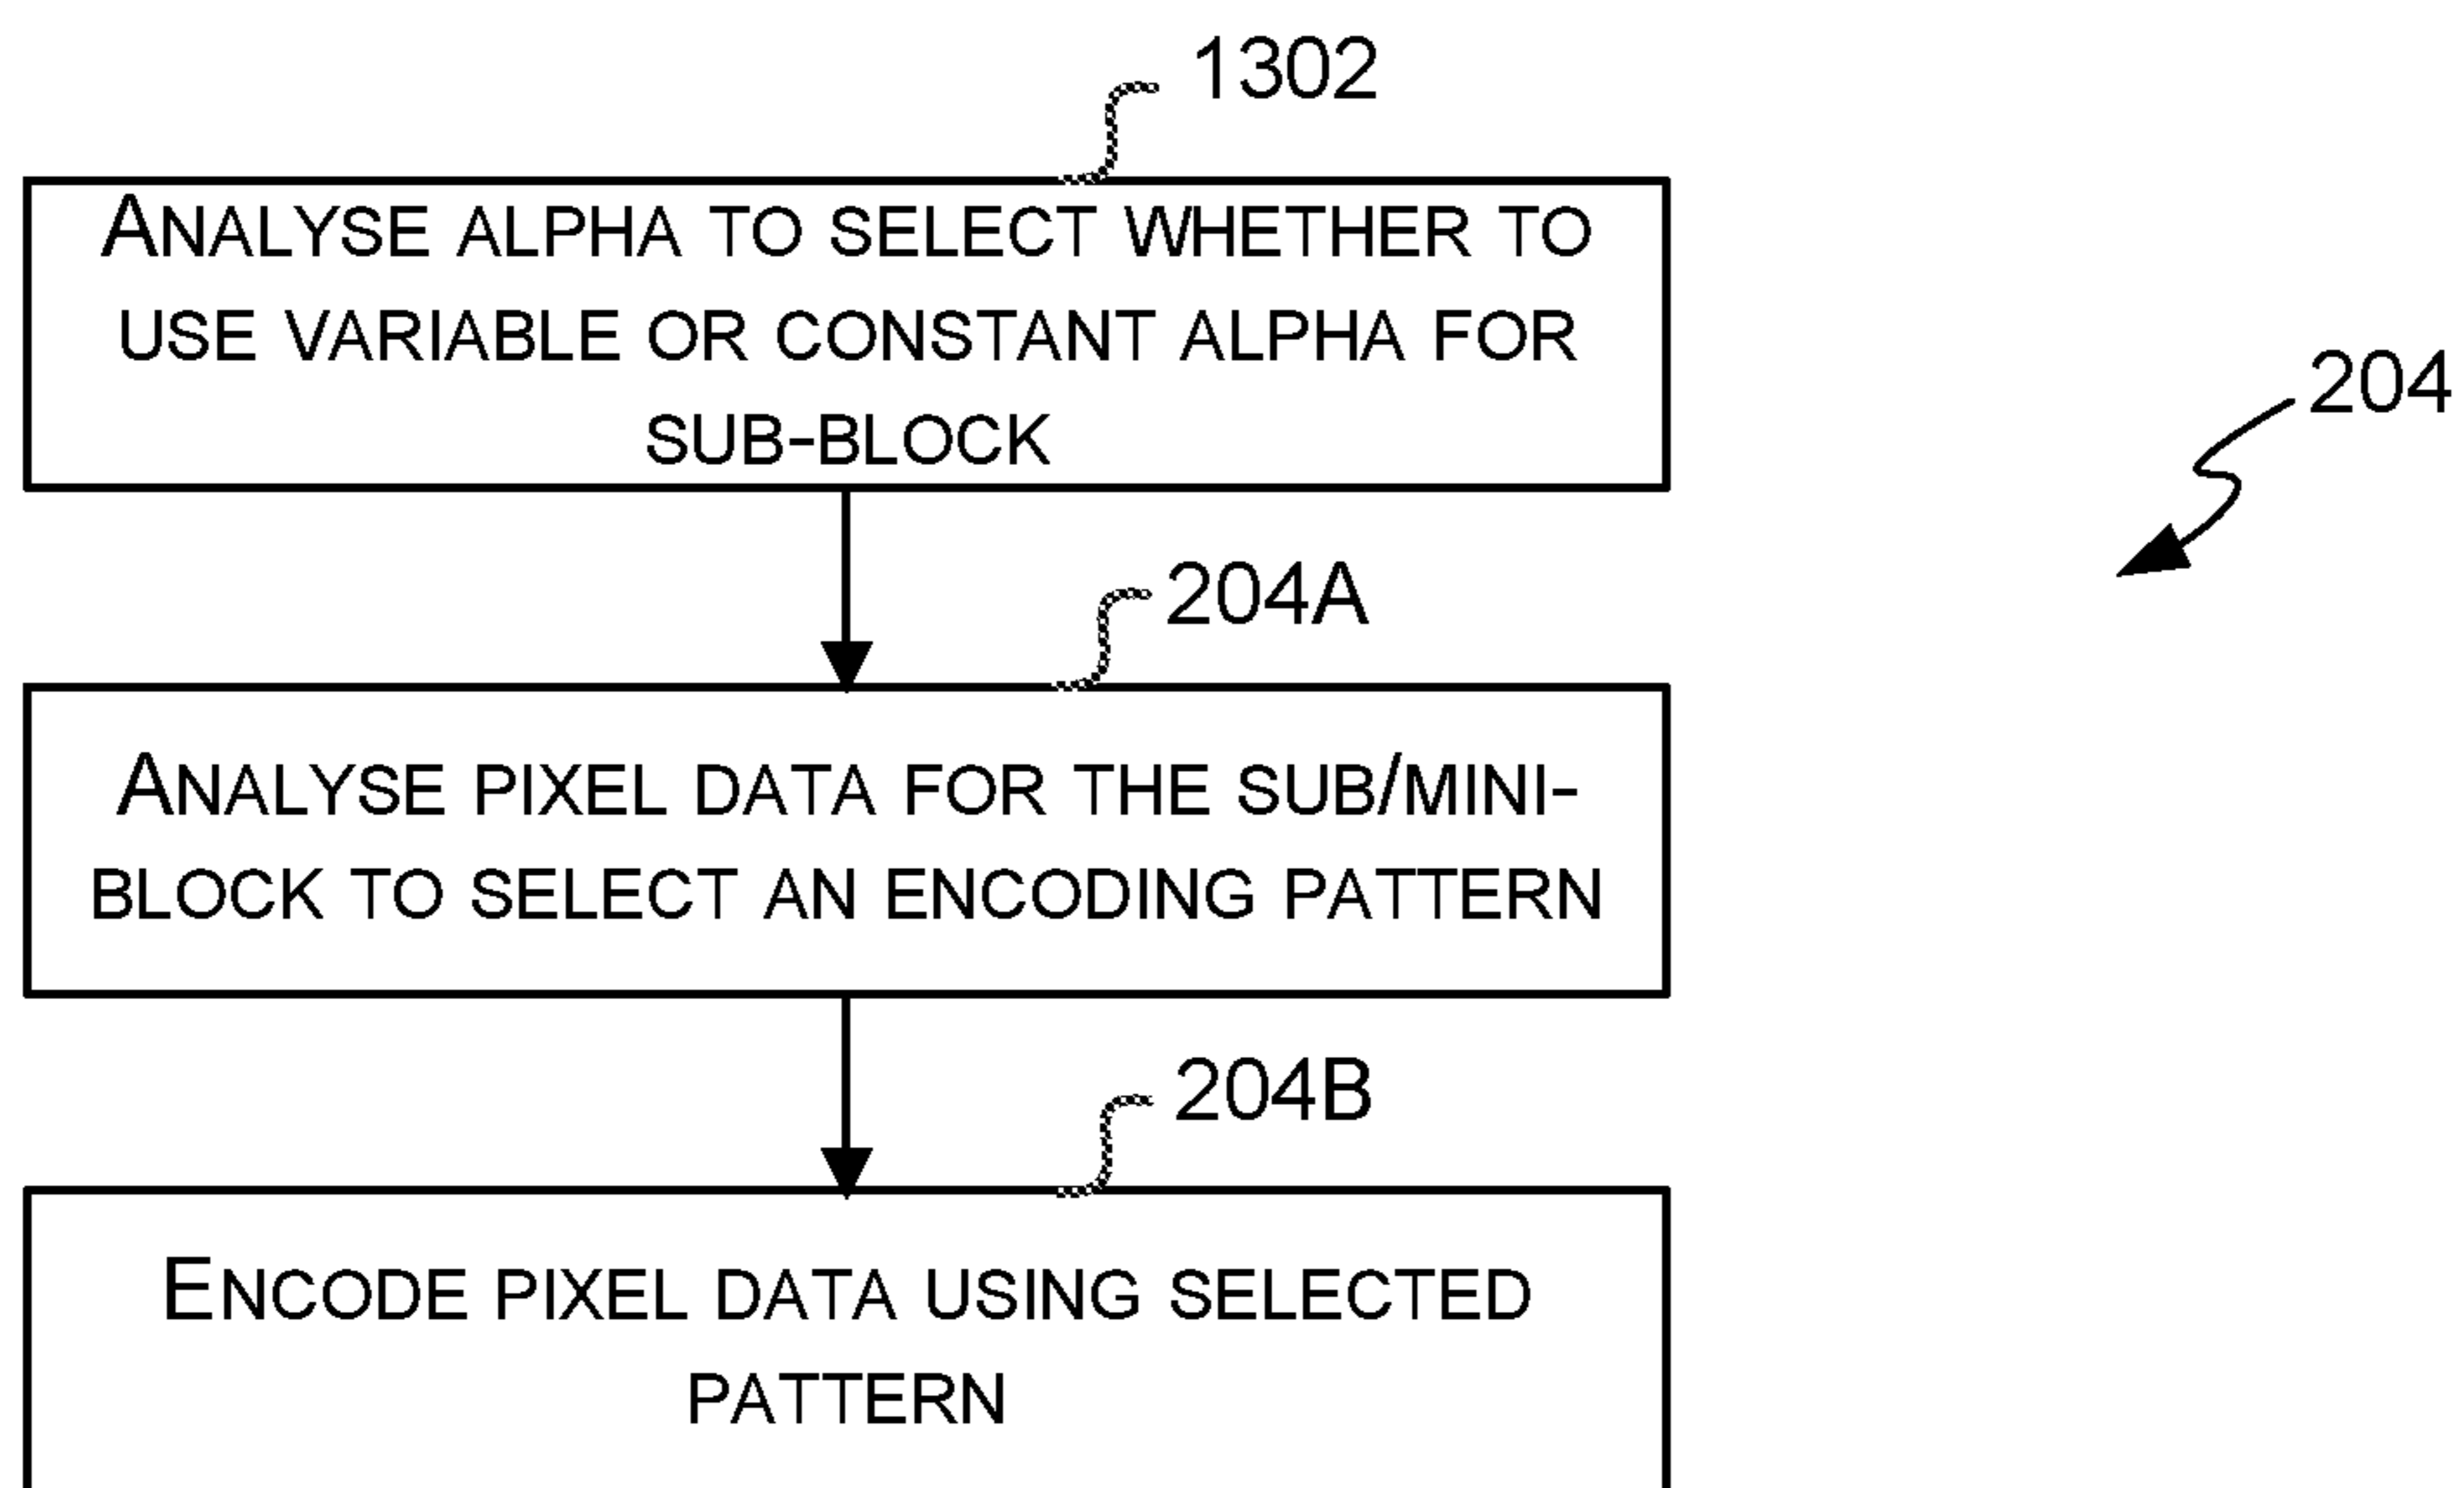 1302
ANALYSE ALPHA TO SELECT WHETHER TO
USE VARIABLE OR CONSTANT ALPHA FOR
SUB-BLOCK
204
204A
ANALYSE PIXEL DATA FOR THE SUB/MINI-
BLOCK TO SELECT AN ENCODING PATTERN
204B
ENCODE PIXEL DATA USING SELECTED
PATTERN